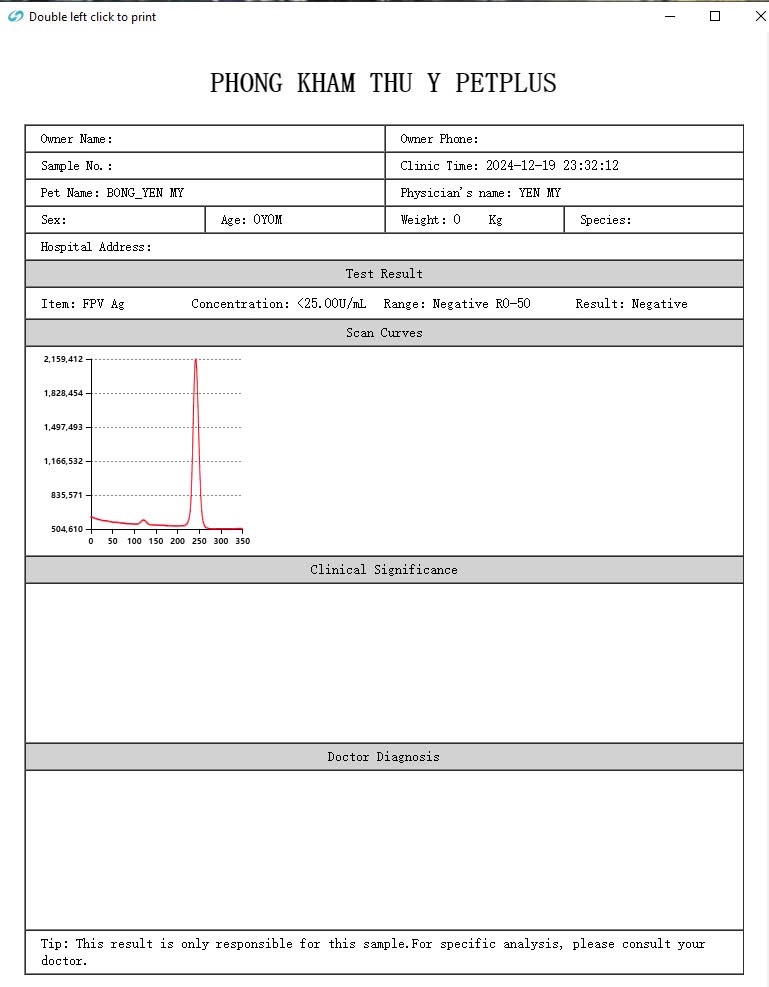 Double left click to print
PHONG KHAM THU Y PETPLUS
Owner Name: Owner Phone:
Sample No.: Clinic Time: 2024-12-19 23:32:12
Pet Name: BONG_YEN MY Physician's name: YEN MY
Sex: Age: 0Y0M Weight: 0 Kg Species:
Hospital Address:
Test Result
Item: FPV Ag Concentration: <25.00U/mL Range: Negative R0-50 Result: Negative
Scan Curves
2,159,412
1,828,454
1,497,493
1,166,532
835,571
504,610
0 50 100 150 200 250 300 350
Clinical Significance
Doctor Diagnosis
Tip: This result is only responsible for this sample.For specific analysis, please consult your
doctor.